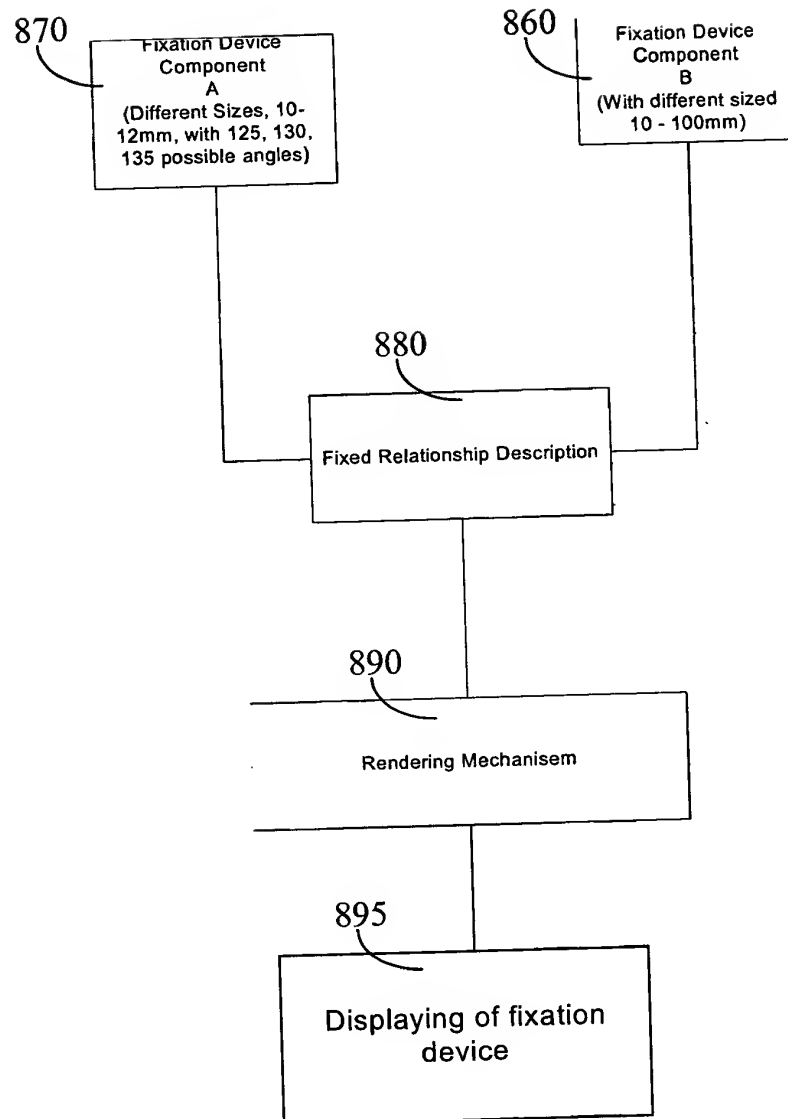 870
Fixation Device
Component
A
(Different Sizes, 10-
12mm, with 125, 130,
135 possible angles)
860
Fixation Device
Component
B
(With different sized
10 - 100mm)
880
Fixed Relationship Description
890
Rendering Mechanisem
895
Displaying of fixation
device